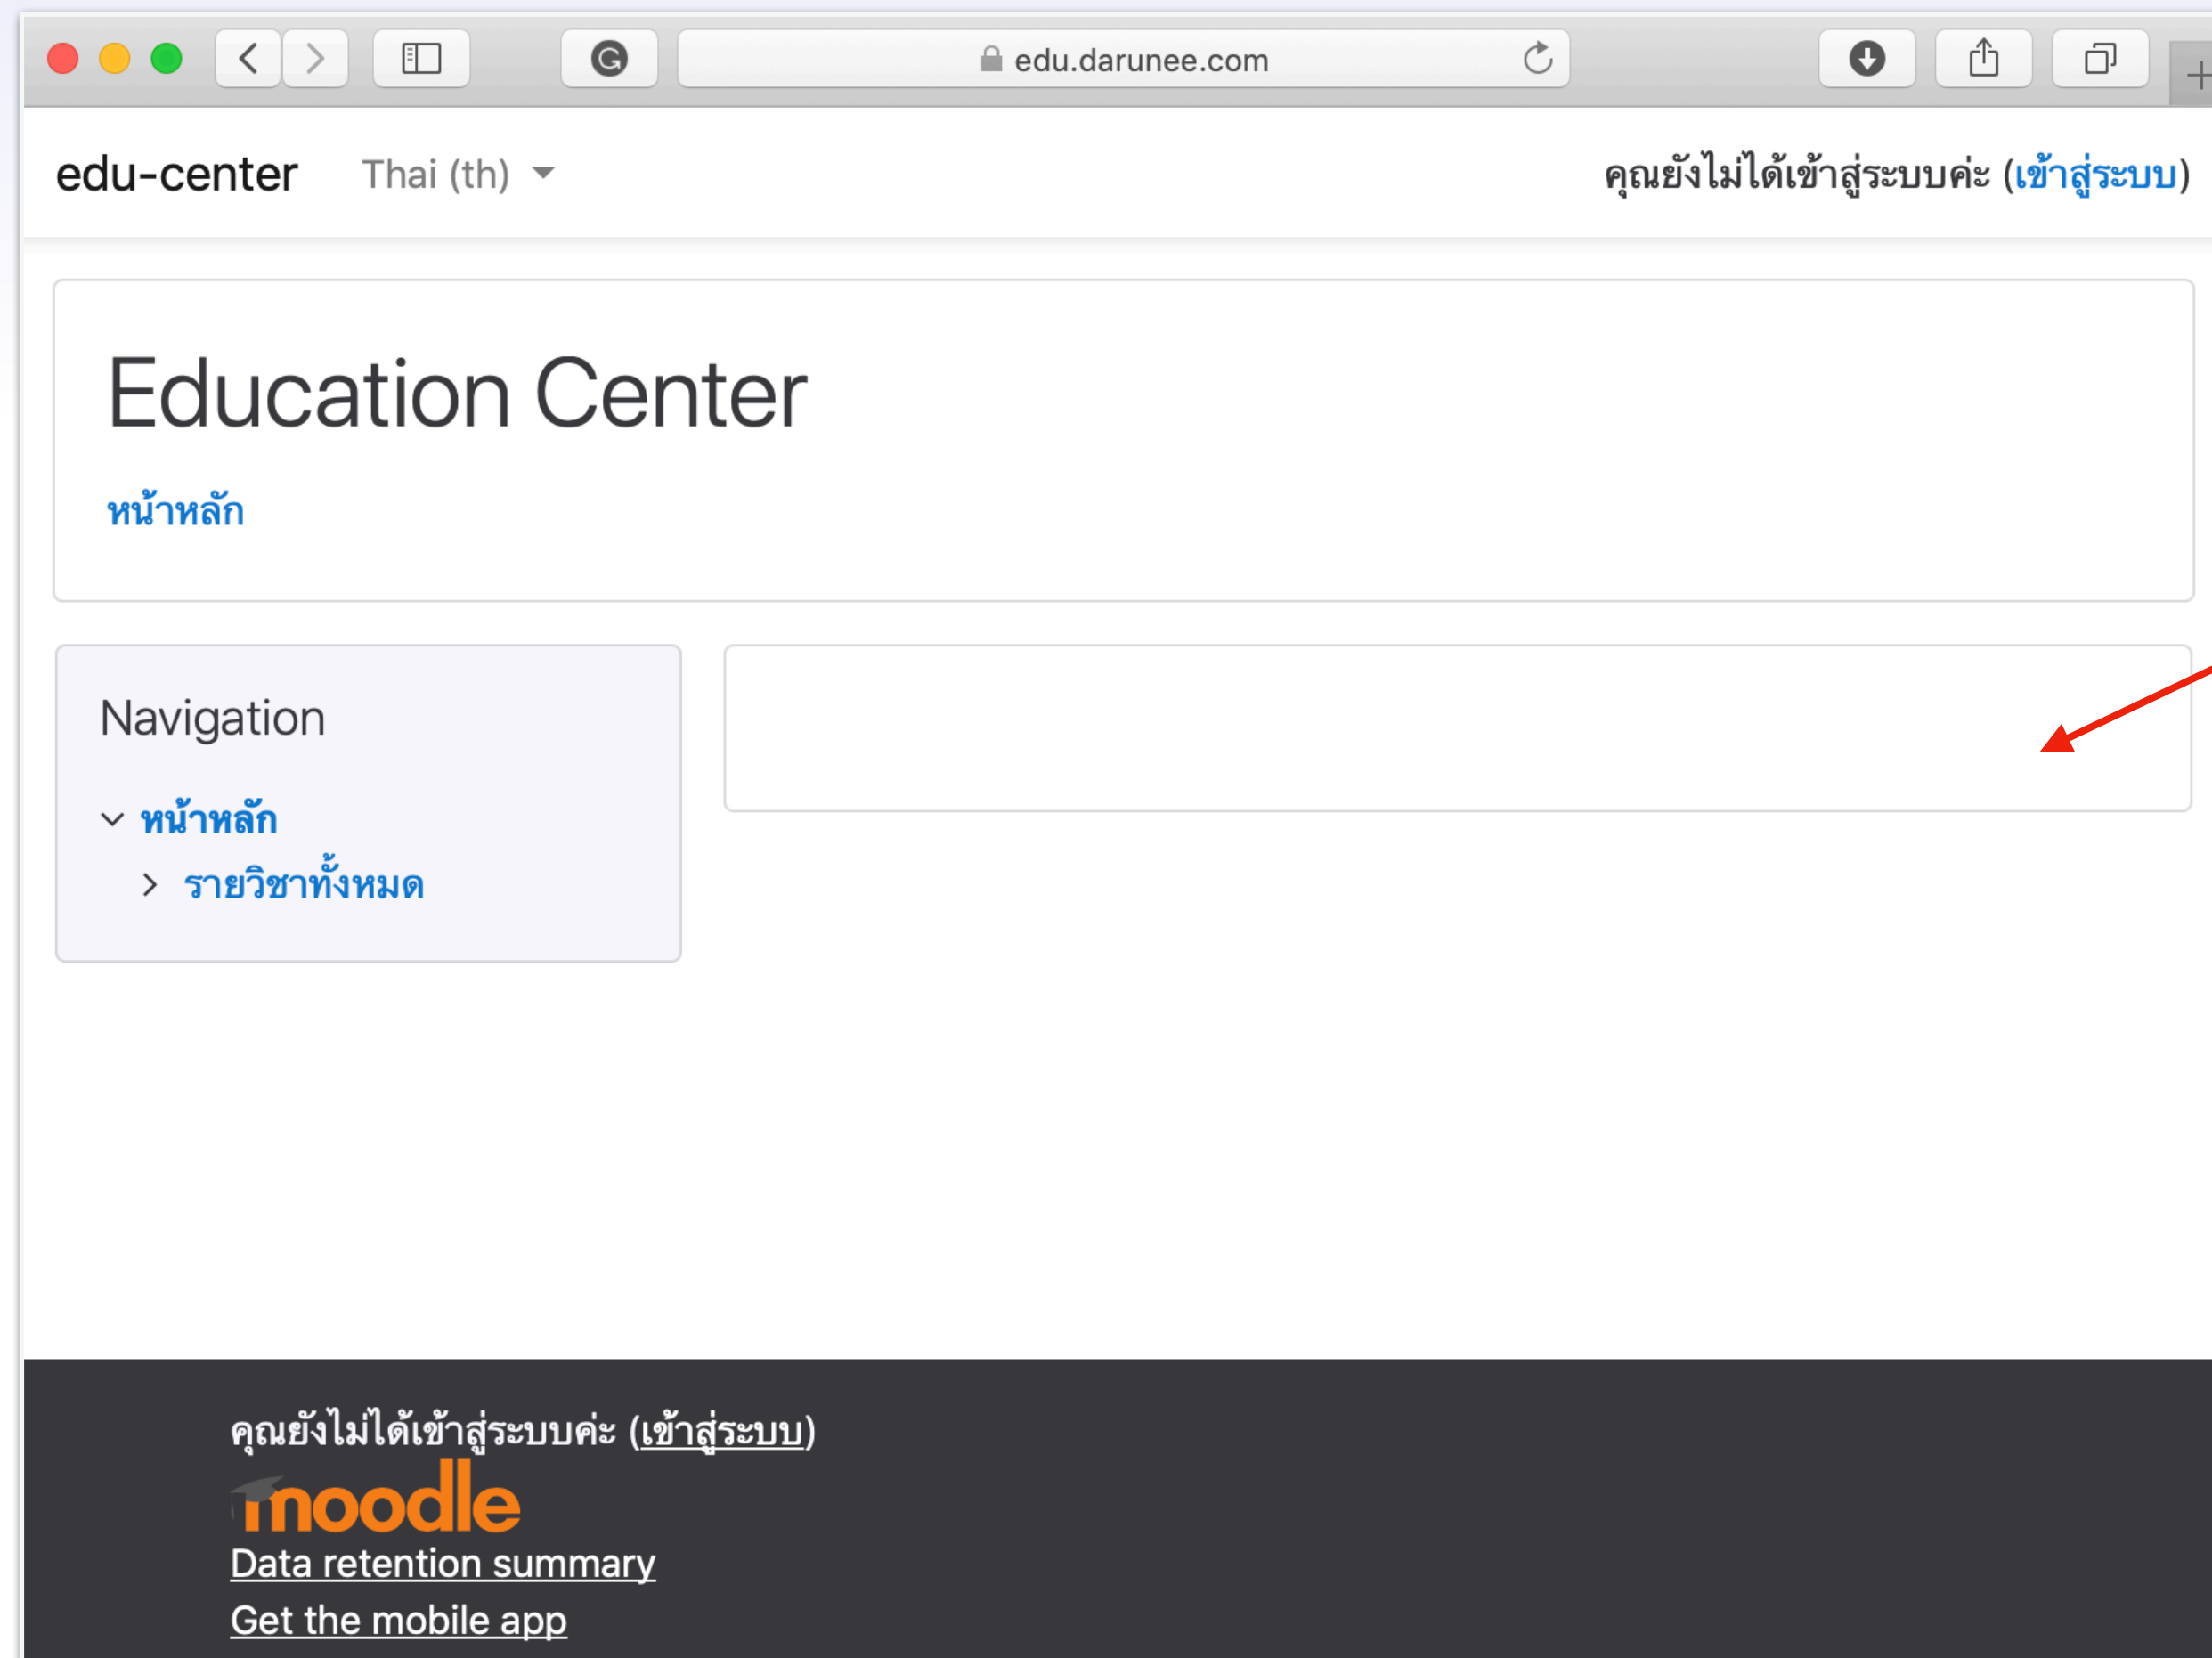 edu.darunee.com
edu-center Thai (th) คุณยังไม่ได้เข้าสู่ระบบค่ะ (เข้าสู่ระบบ)
Education Center
หน้าหลัก
Navigation
หน้าหลัก
รายวิชาทั้งหมด
คุณยังไม่ได้เข้าสู่ระบบค่ะ (เข้าสู่ระบบ)
moodle
Data retention summary
Get the mobile app